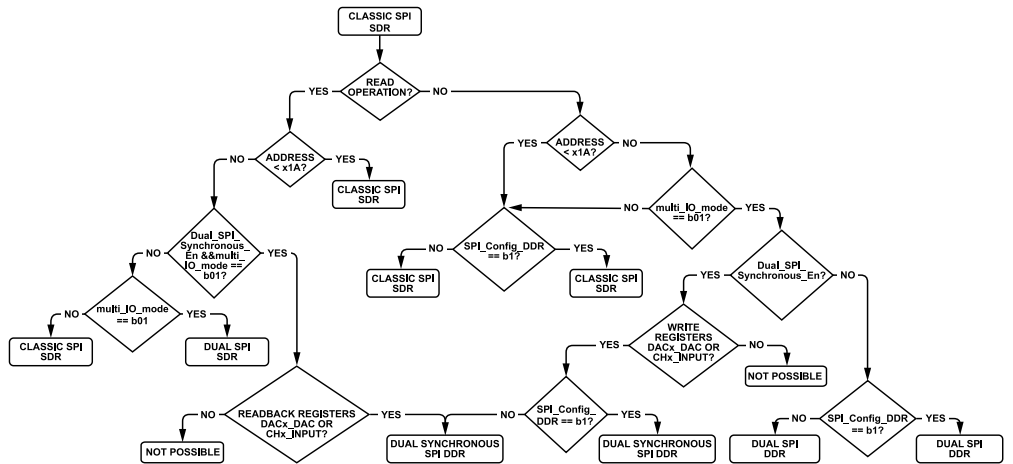 CLASSIC SPI
SDR
READ
OPERATION?
YES
NO
ADDRESS
< x1A?
NO
YES
CLASSIC SPI
SDR
ADDRESS
< x1A?
YES
NO
multi_IO_mode
== b01?
NO
YES
Dual_SPI_
Synchronous_
En &&multi_
IO_mode ==
b01?
NO
YES
SPI_Config_DDR
== b1?
NO
YES
CLASSIC SPI
SDR
CLASSIC SPI
SDR
Dual_SPI_
Synchronous_En?
YES
NO
multi_IO_mode
== b01
NO
YES
CLASSIC SPI
SDR
DUAL SPI
SDR
WRITE
REGISTERS
DACx_DAC OR
CHx_INPUT?
YES
NO
NOT POSSIBLE
READBACK REGISTERS
DACx_DAC OR
CHx_INPUT?
NO
YES
NOT POSSIBLE
DUAL SYNCHRONOUS
SPI DDR
SPI_Config_
DDR == b1?
NO
YES
DUAL SYNCHRONOUS
SPI DDR
SPI_Config_DDR
== b1?
NO
YES
DUAL SPI
DDR
DUAL SPI
DDR